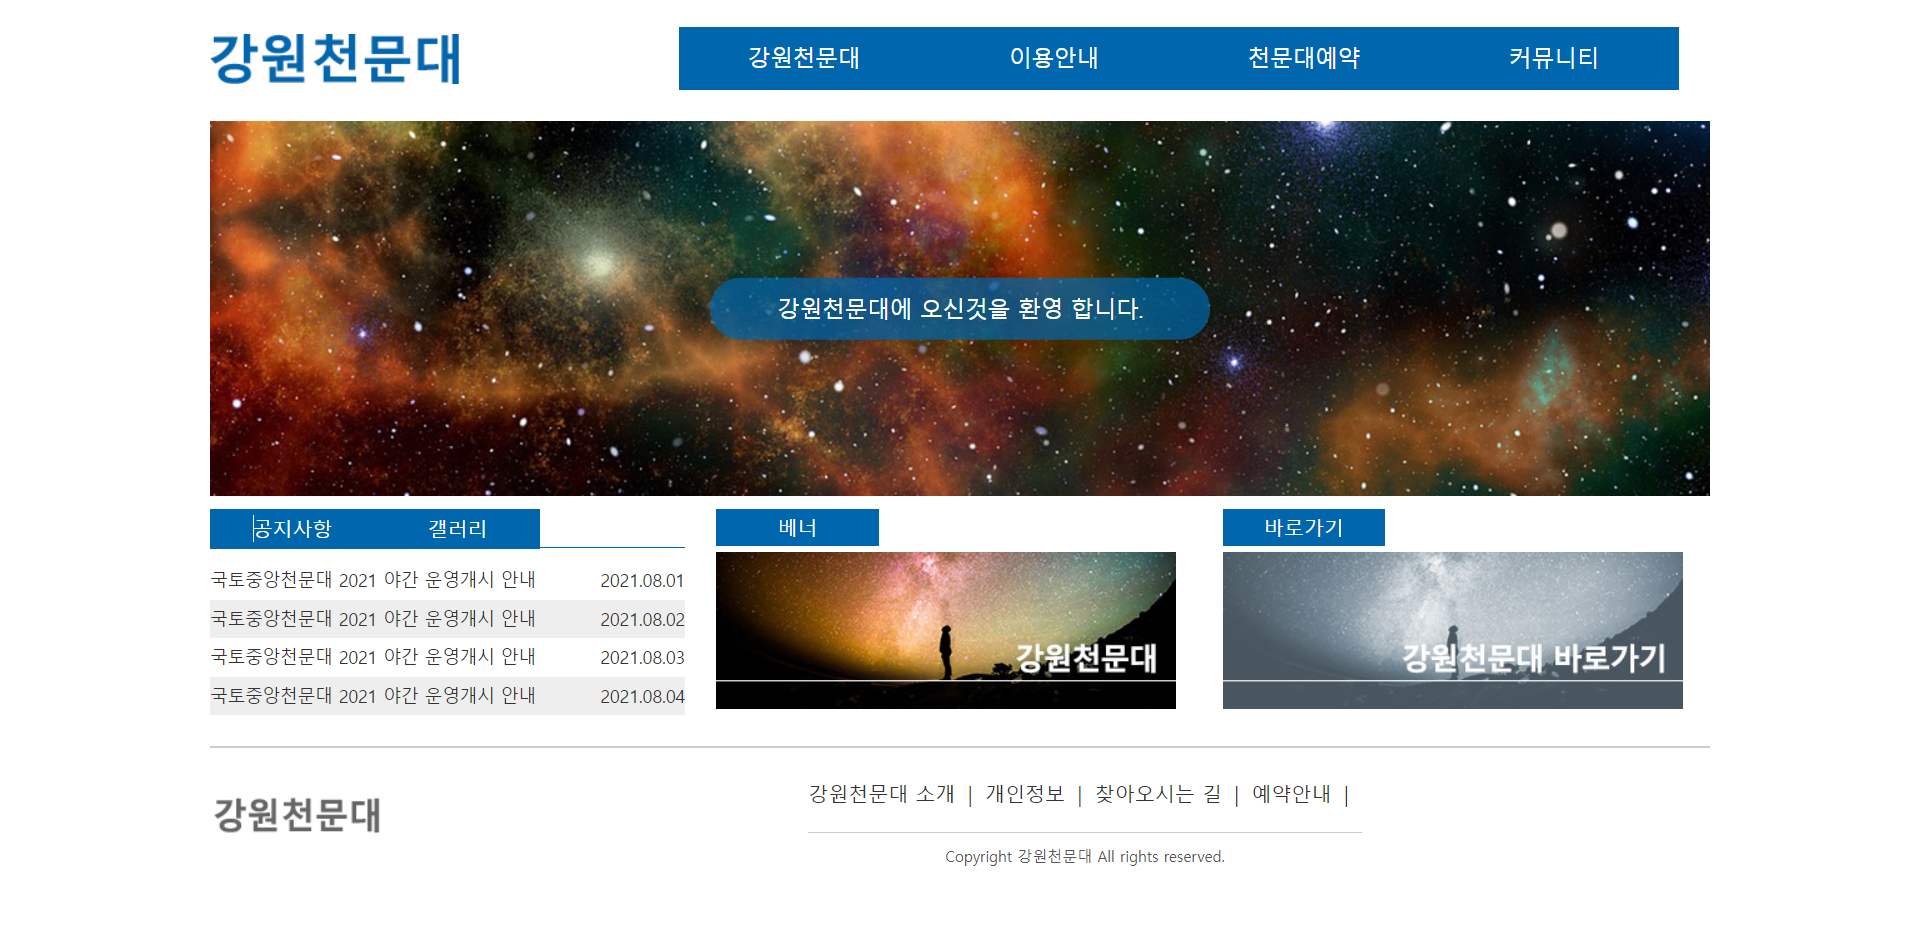 강원천문대
강원천문대 이용안내 천문대예약 커뮤니티
강원천문대에 오신것을 환영 합니다.
공지사항 갤러리
국토중앙천문대 2021 야간 운영개시 안내 2021.08.01
국토중앙천문대 2021 야간 운영개시 안내 2021.08.02
국토중앙천문대 2021 야간 운영개시 안내 2021.08.03
국토중앙천문대 2021 야간 운영개시 안내 2021.08.04
베너
강원천문대
바로가기
강원천문대 바로가기
강원천문대
강원천문대 소개 | 개인정보 | 찾아오시는 길 | 예약안내 |
Copyright 강원천문대 All rights reserved.